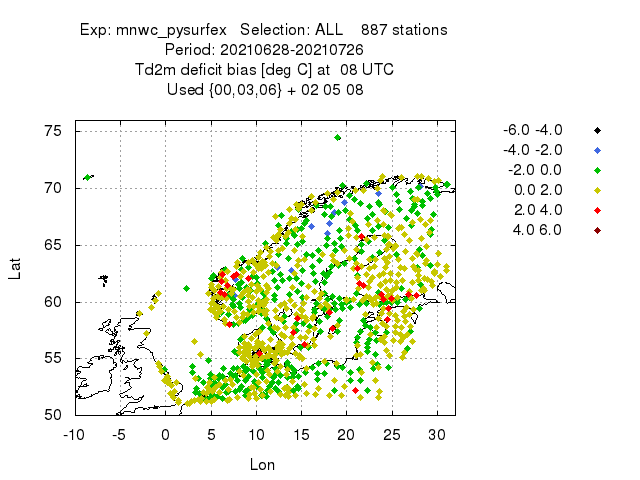 Exp: mnwc_pysurfex   Selection: ALL    887 stations
Period: 20210628-20210726
Td2m deficit bias [deg C] at  08 UTC
Used {00,03,06} + 02 05 08
-6.0 -4.0
-4.0 -2.0
-2.0 0.0
0.0 2.0
2.0 4.0
4.0 6.0
Lat
75
70
65
60
55
50
-10 -5 0 5 10 15 20 25 30
Lon